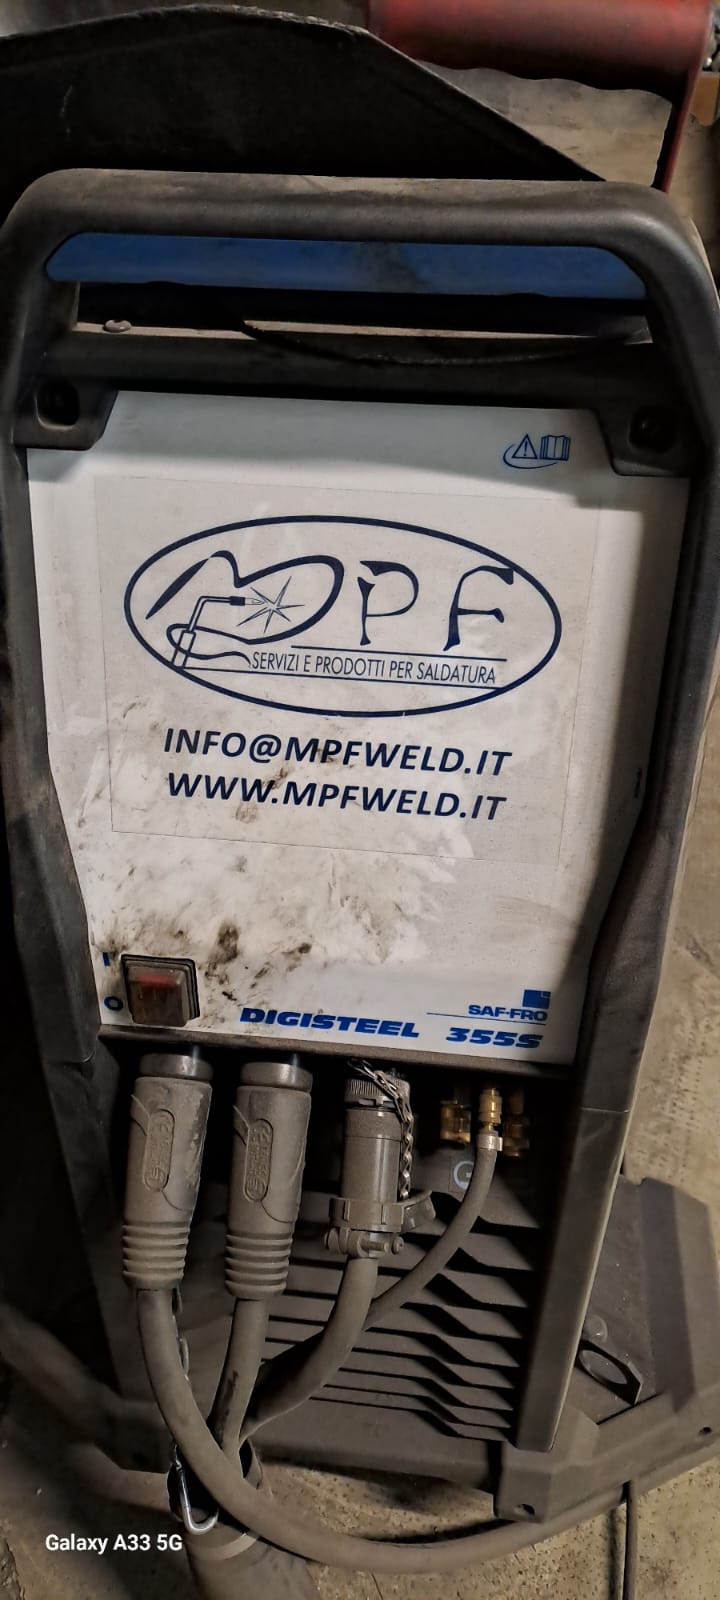 MPF
SERVIZI E PRODOTTI PER SALDATURA
INFO@MPFWELD.IT
WWW.MPFWELD.IT
I
O
SAF-FRO
DIGISTEEL 355S
Galaxy A33 5G